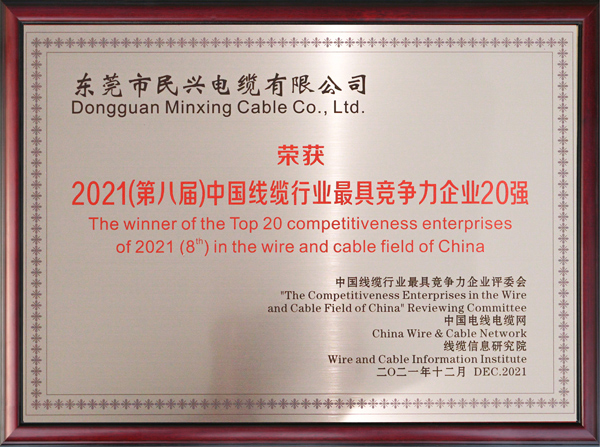 东莞市民兴电缆有限公司
Dongguan Minxing Cable Co., Ltd.
荣获
2021(第八届)中国线缆行业最具竞争力企业20强
The winner of the Top 20 competitiveness enterprises
of 2021 (8th) in the wire and cable field of China
中国线缆行业最具竞争力企业评委会
"The Competitiveness Enterprises in the Wire
and Cable Field of China" Reviewing Committee
中国电线电缆网
China Wire & Cable Network
线缆信息研究院
Wire and Cable Information Institute
二〇二一年十二月 DEC.2021